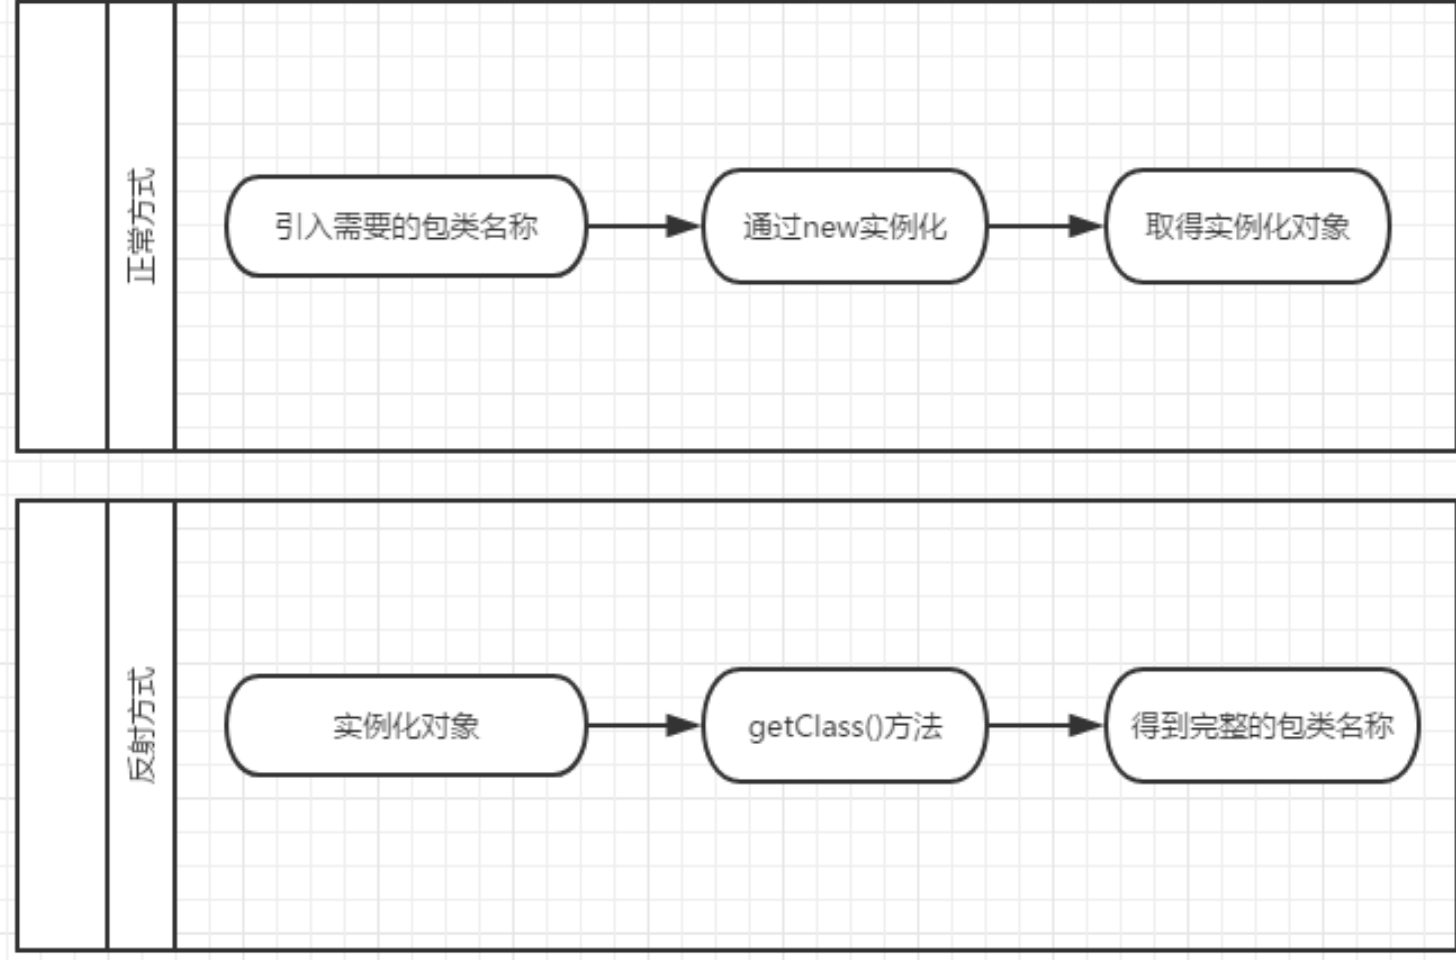 正常方式
引入需要的包类名称
通过new实例化
取得实例化对象
反射方式
实例化对象
getClass()方法
得到完整的包类名称